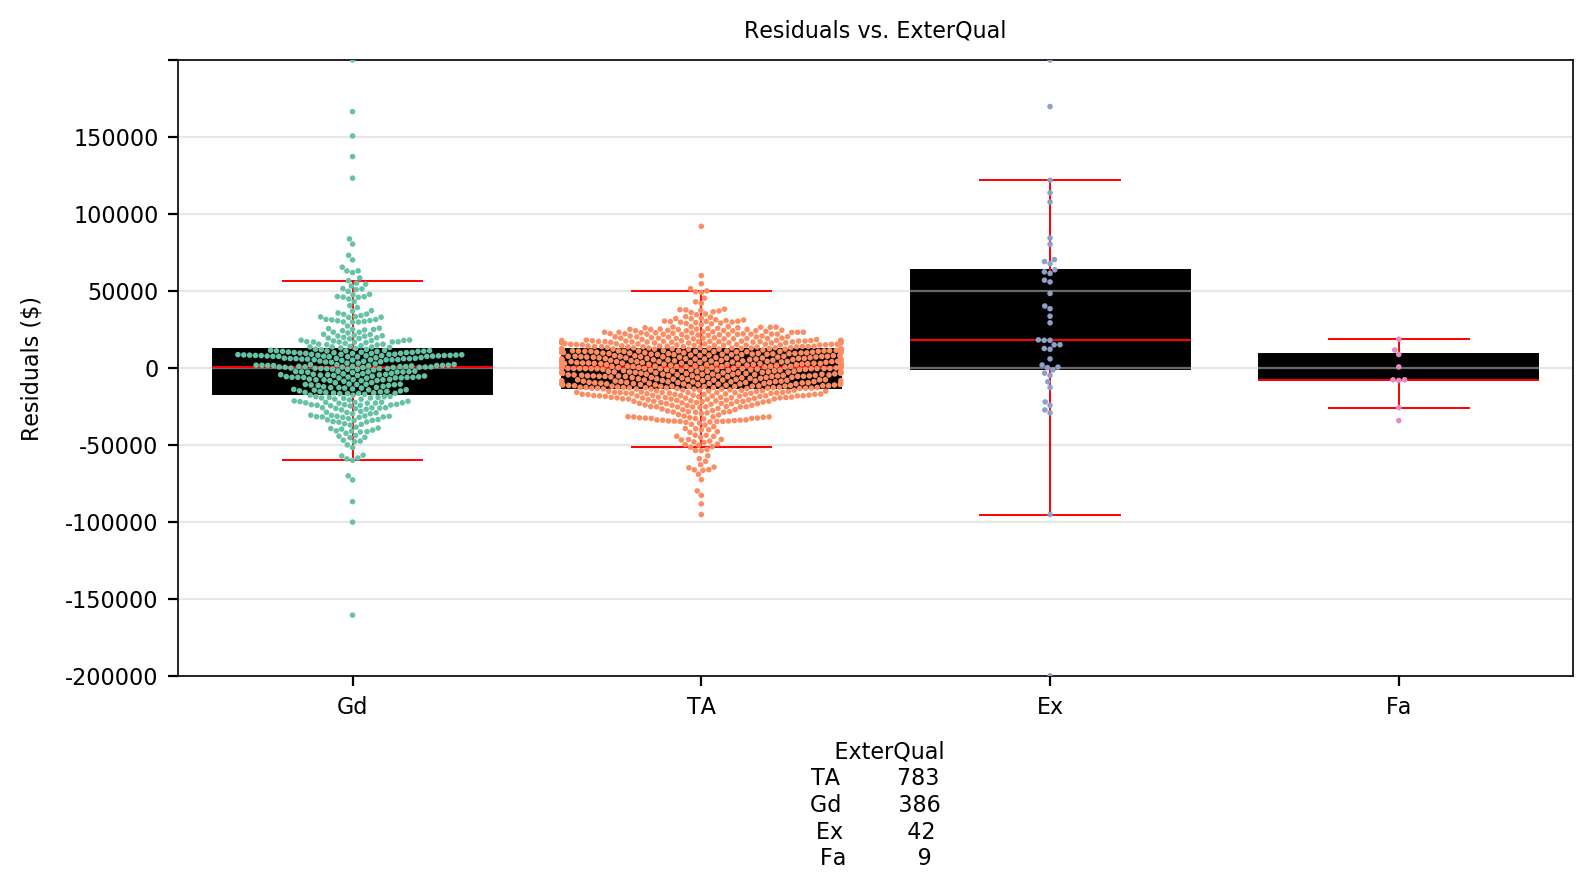 Residuals vs. ExterQual
Residuals ($)
150000
100000
50000
0
-50000
-100000
-150000
-200000
Gd TA Ex Fa
ExterQual
TA 783
Gd 386
Ex 42
Fa 9